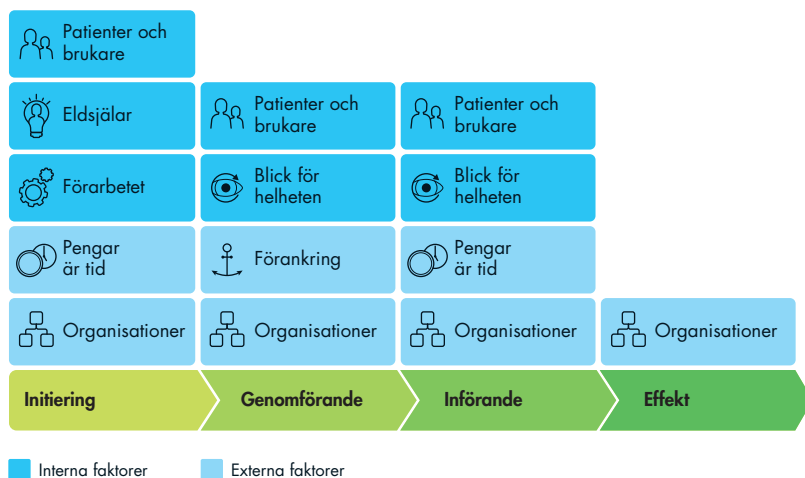 Patienter och
brukare
Eldsjälar
Patienter och
brukare
Patienter och
brukare
Förarbetet
Blick för
helheten
Blick för
helheten
Pengar
är tid
Förankring
Pengar
är tid
Organisationer
Organisationer
Organisationer
Organisationer
Initiering
Genomförande
Införande
Effekt
Interna faktorer
Externa faktorer